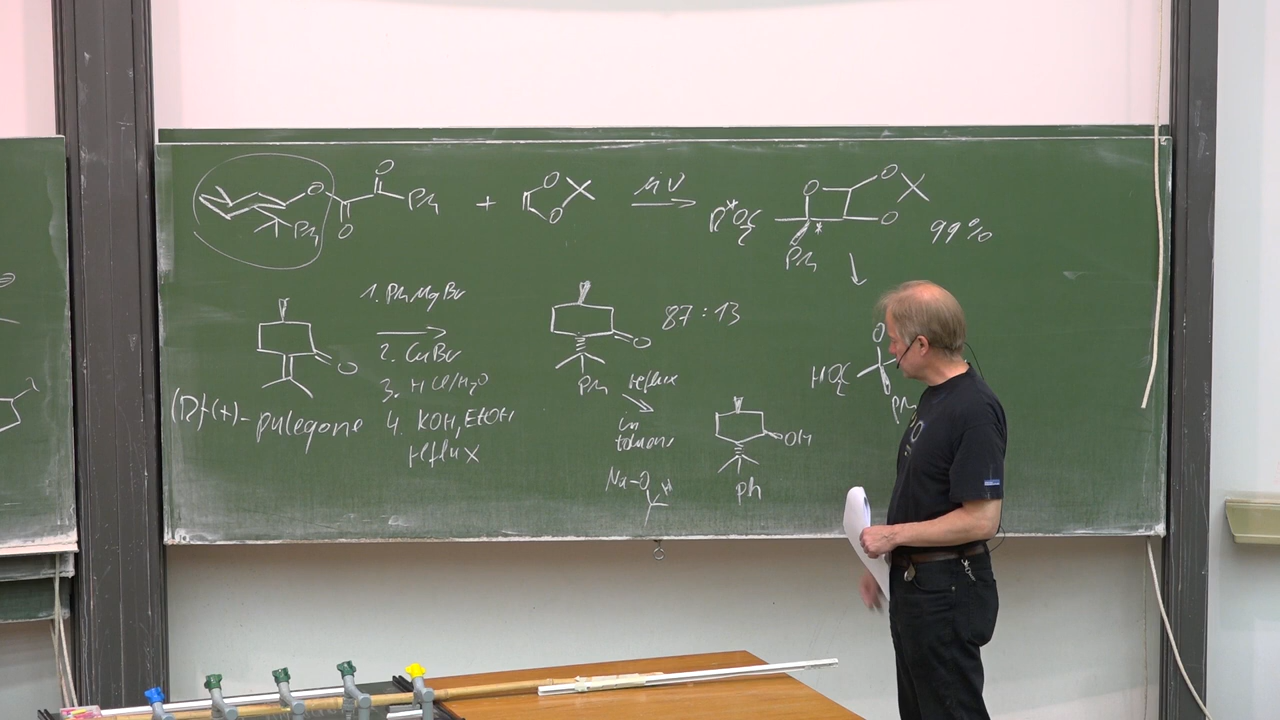 O O Ph O Ph
+
O O
hν
R*O₂C O O O * Ph
99%
1. PhMgBr
2. CuBr
3. HCl/H₂O
4. KOH, EtOH
reflux
O
(R)-(+)-pulegone
O
Ph
87:13
reflux
in
toluene
Na-O H
OH
Ph
HO₂C O
Ph